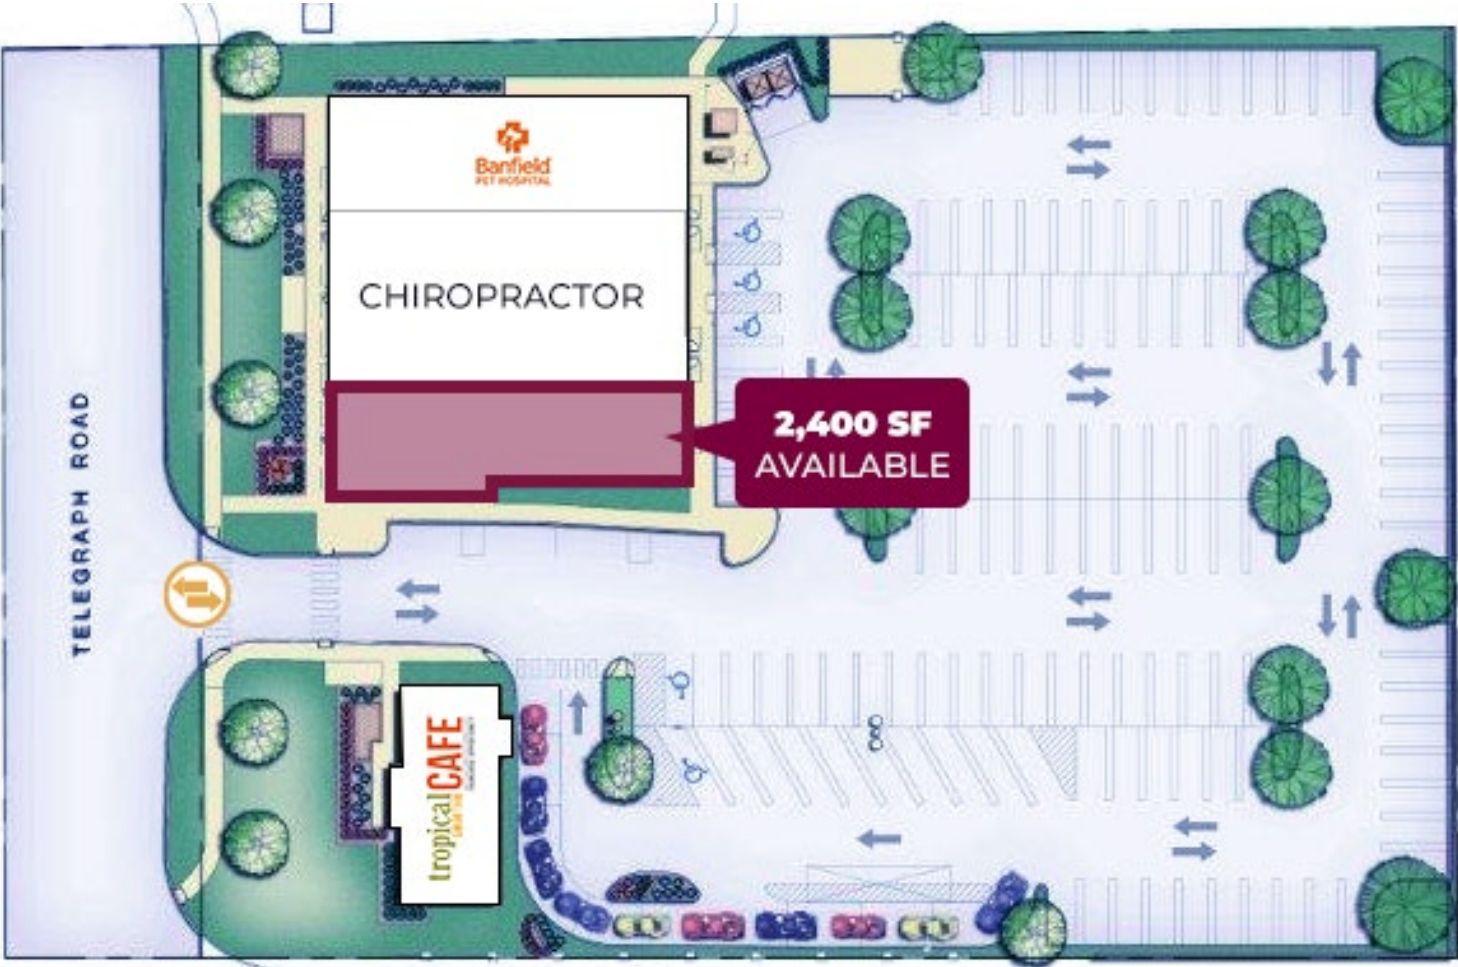 Banfield
PET HOSPITAL
CHIROPRACTOR
2,400 SF
AVAILABLE
TELEGRAPH ROAD
tropical CAFE